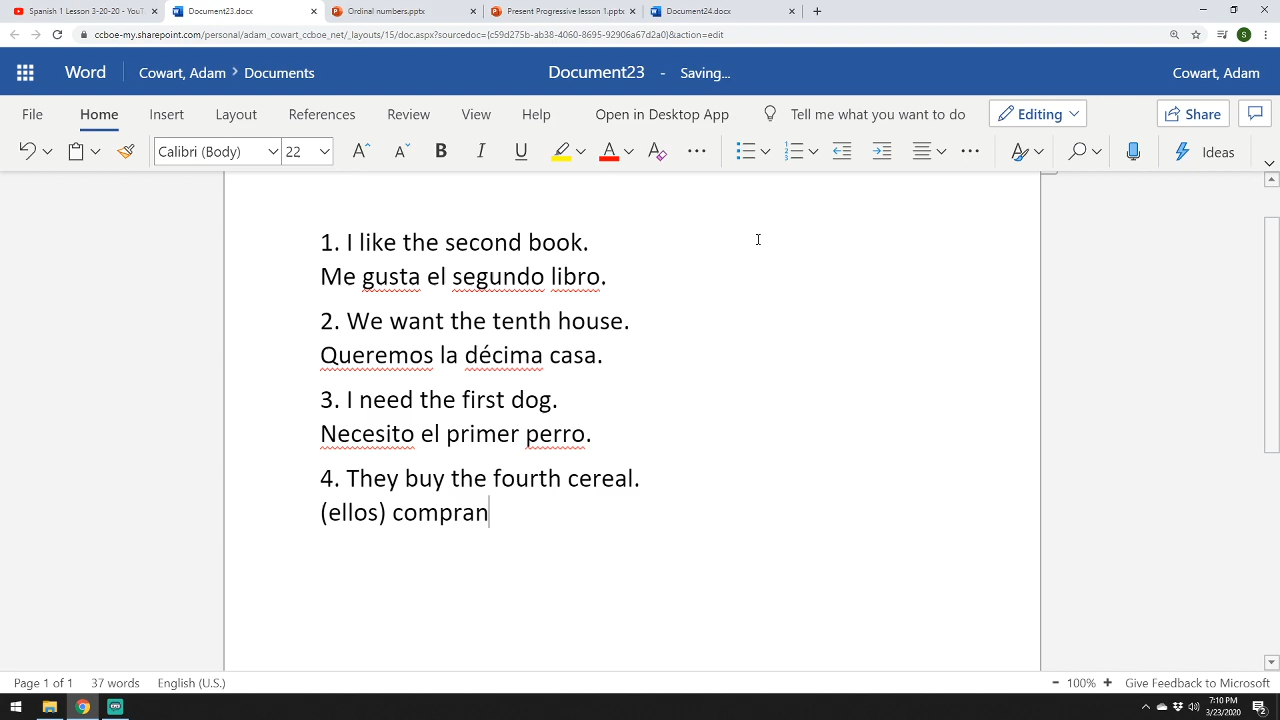 Spanish 1 Lesson 3-20-20 - YouT
Document23.docx
Ordinal numbers.pptx
Present Progressive lesson 1.pptx
Document24.docx
ccboe-my.sharepoint.com/personal/adam_cowart_ccboe_net/_layouts/15/doc.aspx?sourcedoc={c59d275b-ab38-4060-8695-92906a67d2a0}&action=edit
S
Word
Cowart, Adam > Documents
Document23 - Saving...
Cowart, Adam
File Home Insert Layout References Review View Help Open in Desktop App Tell me what you want to do Editing Share
Calibri (Body) 22 Ideas
1. I like the second book.
Me gusta el segundo libro.
2. We want the tenth house.
Queremos la décima casa.
3. I need the first dog.
Necesito el primer perro.
4. They buy the fourth cereal.
(ellos) compran
Page 1 of 1 37 words English (U.S.) 100% Give Feedback to Microsoft
7:10 PM
3/23/2020